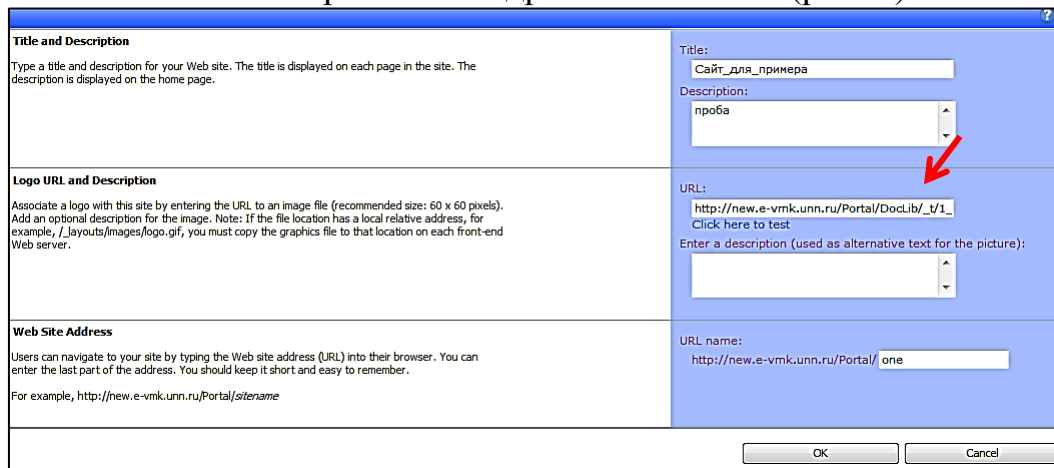 Title and Description
Type a title and description for your Web site. The title is displayed on each page in the site. The
description is displayed on the home page.
Title:
Сайт_для_примера
Description:
проба
Logo URL and Description
Associate a logo with this site by entering the URL to an image file (recommended size: 60 x 60 pixels).
Add an optional description for the image. Note: If the file location has a local relative address, for
example, /_layouts/images/logo.gif, you must copy the graphics file to that location on each front-end
Web server.
URL:
http://new.e-vmk.unn.ru/Portal/DocLib/_t/1_
Click here to test
Enter a description (used as alternative text for the picture):
Web Site Address
Users can navigate to your site by typing the Web site address (URL) into their browser. You can
enter the last part of the address. You should keep it short and easy to remember.
For example, http://new.e-vmk.unn.ru/Portal/sitename
URL name:
http://new.e-vmk.unn.ru/Portal/ one
OK Cancel